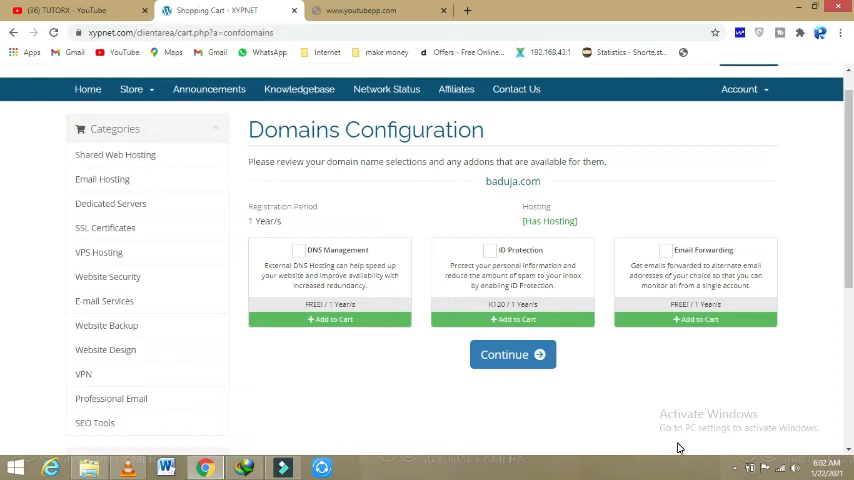 (36) TUTORX - YouTube
Shopping Cart - XYPNET
www.youtubepp.com
xypnet.com/clientarea/cart.php?a=confdomains
Apps Gmail YouTube Maps Gmail WhatsApp Internet make money Offers - Free Online... 192.168.43.1 Statistics - Shorte.st...
Home Store Announcements Knowledgebase Network Status Affiliates Contact Us Account
Categories
Shared Web Hosting
Email Hosting
Dedicated Servers
SSL Certificates
VPS Hosting
Website Security
E-mail Services
Website Backup
Website Design
VPN
Professional Email
SEO Tools
Domains Configuration
Please review your domain name selections and any addons that are available for them.
baduja.com
Registration Period
1 Year/s
Hosting
[Has Hosting]
DNS Management
External DNS Hosting can help speed up
your website and improve availability with
increased redundancy.
FREE! / 1 Year/s
+ Add to Cart
ID Protection
Protect your personal information and
reduce the amount of spam to your inbox
by enabling ID Protection.
K120 / 1 Year/s
+ Add to Cart
Email Forwarding
Get emails forwarded to alternate email
addresses of your choice so that you can
monitor all from a single account.
FREE! / 1 Year/s
+ Add to Cart
Continue
Activate Windows
Go to PC settings to activate Windows.
6:02 AM
1/22/2021